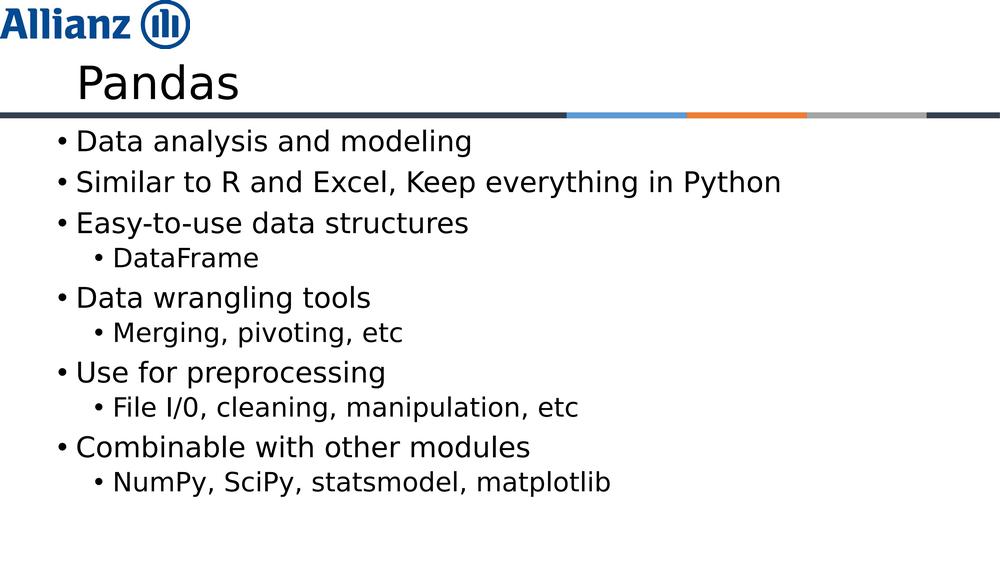 Allianz
Pandas
• Data analysis and modeling
• Similar to R and Excel, Keep everything in Python
• Easy-to-use data structures
• DataFrame
• Data wrangling tools
• Merging, pivoting, etc
• Use for preprocessing
• File I/0, cleaning, manipulation, etc
• Combinable with other modules
• NumPy, SciPy, statsmodel, matplotlib